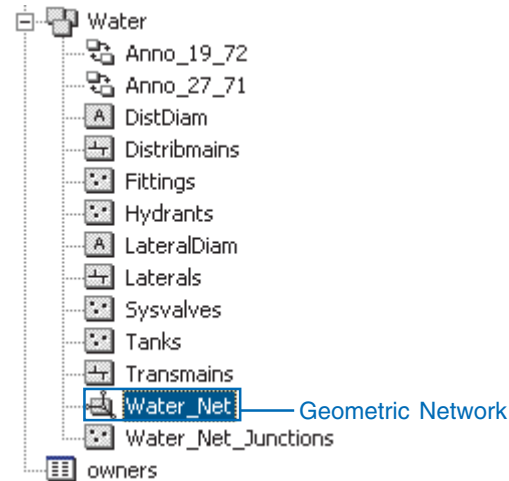 Water
Anno_19_72
Anno_27_71
A DistDiam
Distribmains
Fittings
Hydrants
A LateralDiam
Laterals
Sysvalves
Tanks
Transmains
Water_Net Geometric Network
Water_Net_Junctions
owners